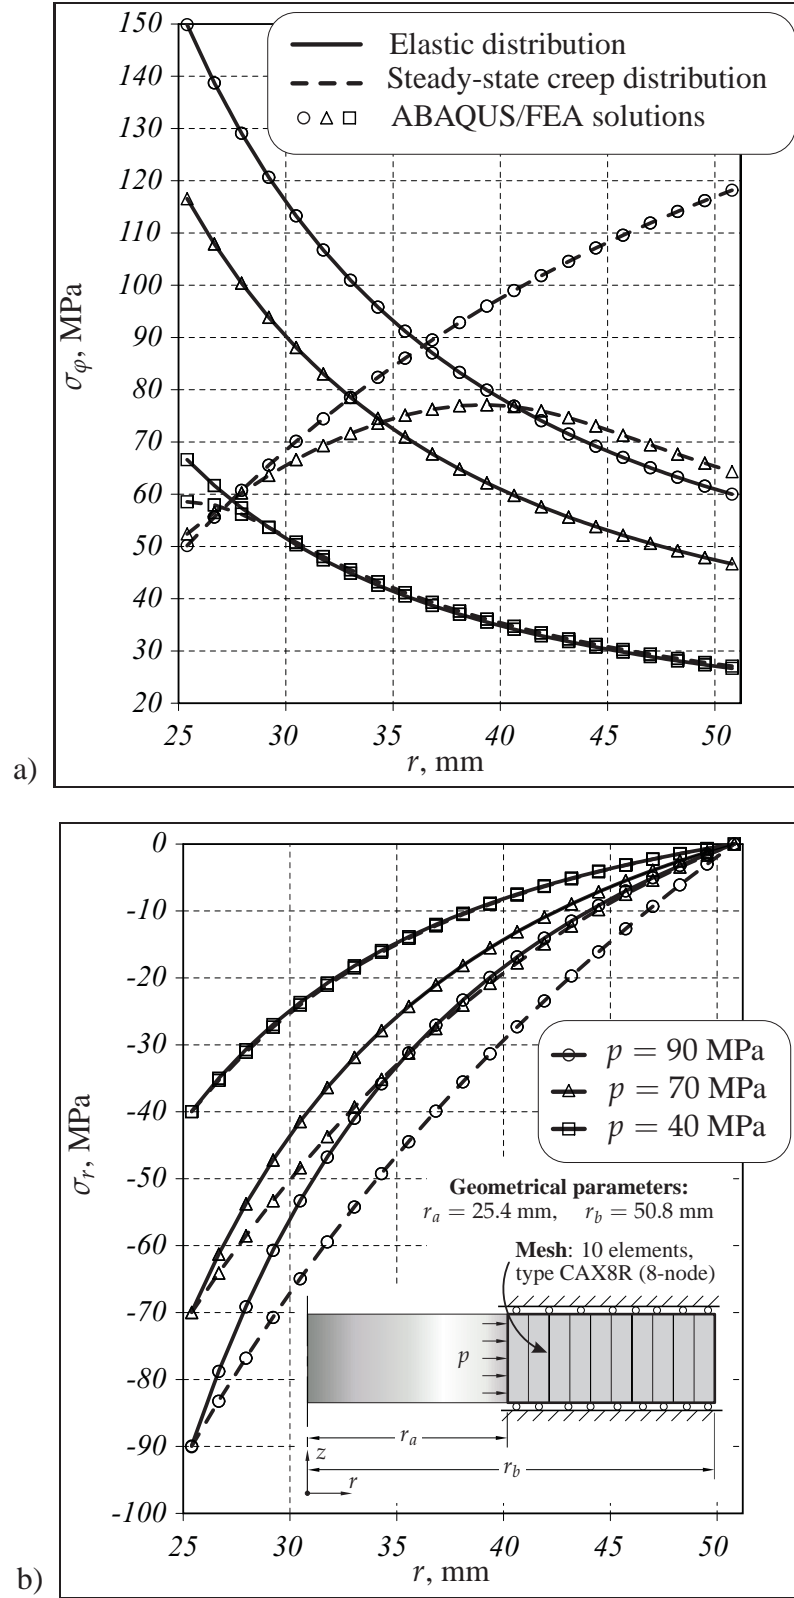 150
140
130
120
110
100
90
80
70
60
50
40
30
20
σφ, MPa
Elastic distribution
Steady-state creep distribution
ABAQUS/FEA solutions
25 30 35 40 45 50
r, mm
a)
0
-10
-20
-30
-40
-50
-60
-70
-80
-90
-100
σr, MPa
p = 90 MPa
p = 70 MPa
p = 40 MPa
Geometrical parameters:
ra = 25.4 mm, rb = 50.8 mm
Mesh: 10 elements,
type CAX8R (8-node)
p
ra
z
rb
r
25 30 35 40 45 50
r, mm
b)